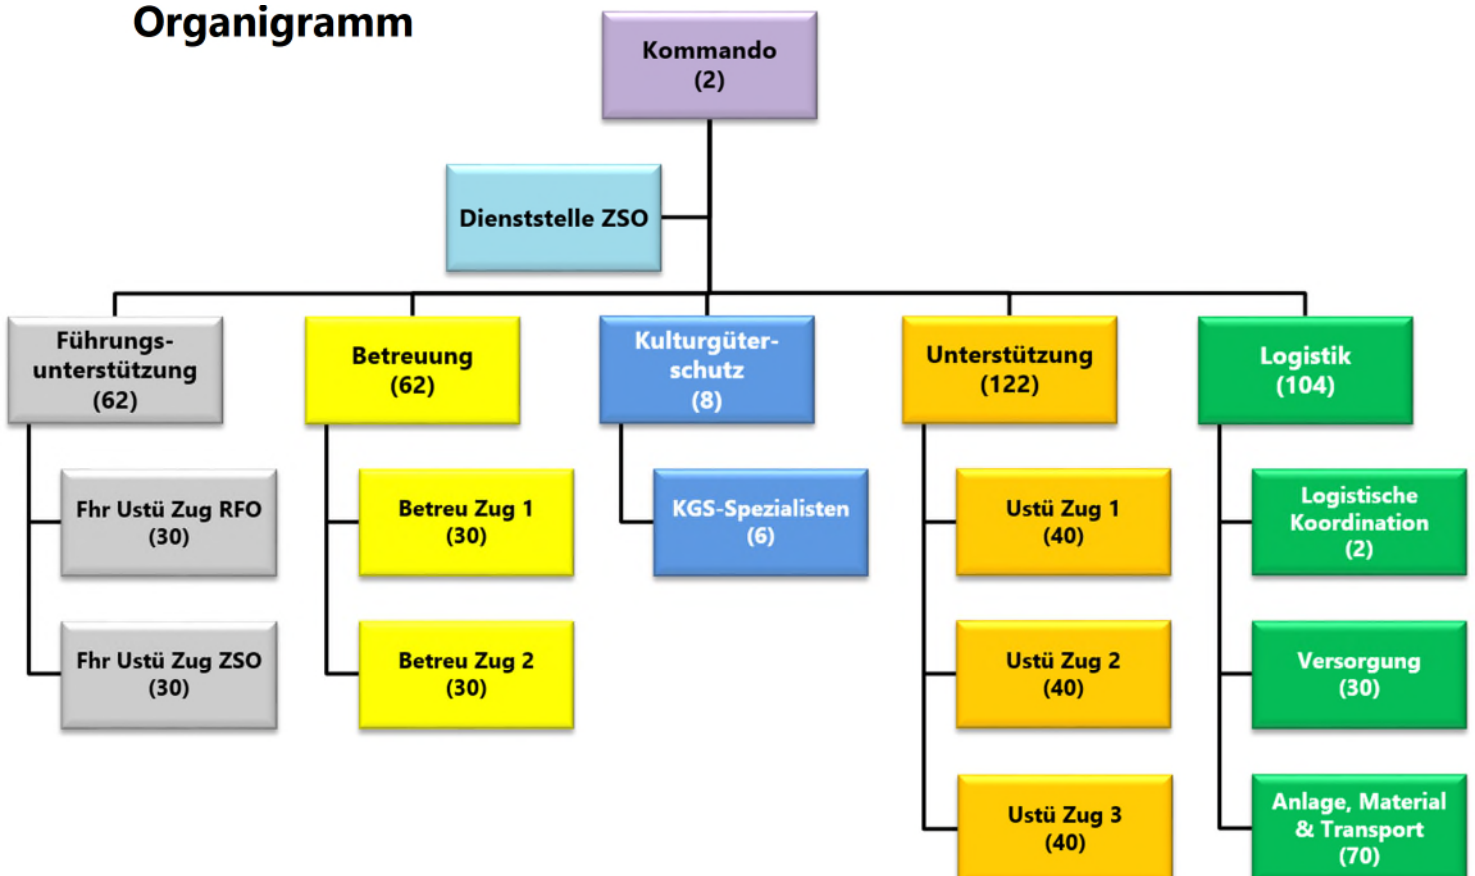 Organigramm
Kommando
(2)
Dienststelle ZSO
Führungs-
unterstützung
(62)
Betreuung
(62)
Kulturgüter-
schutz
(8)
Unterstützung
(122)
Logistik
(104)
Fhr Ustü Zug RFO
(30)
Betreu Zug 1
(30)
KGS-Spezialisten
(6)
Ustü Zug 1
(40)
Logistische
Koordination
(2)
Fhr Ustü Zug ZSO
(30)
Betreu Zug 2
(30)
Ustü Zug 2
(40)
Versorgung
(30)
Ustü Zug 3
(40)
Anlage, Material
& Transport
(70)